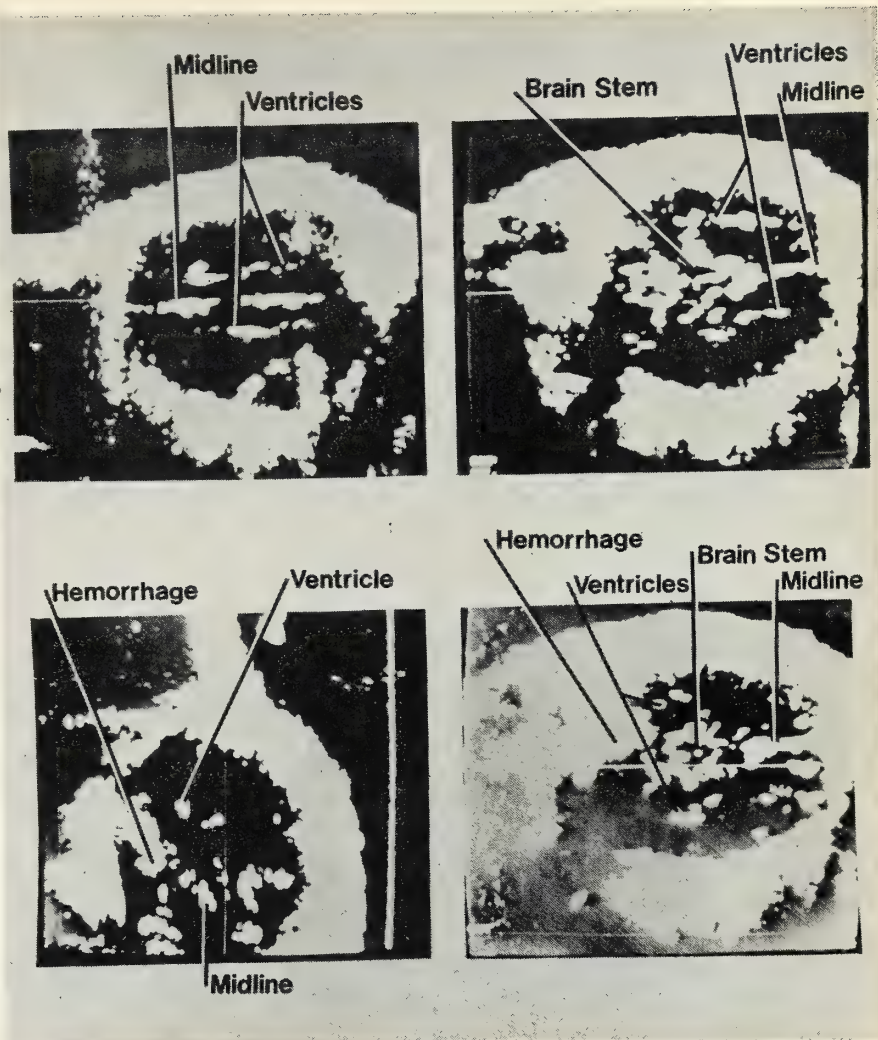 Midline
Ventricles
Ventricles
Brain Stem
Midline
Hemorrhage
Ventricle
Midline
Hemorrhage
Brain Stem
Ventricles
Midline